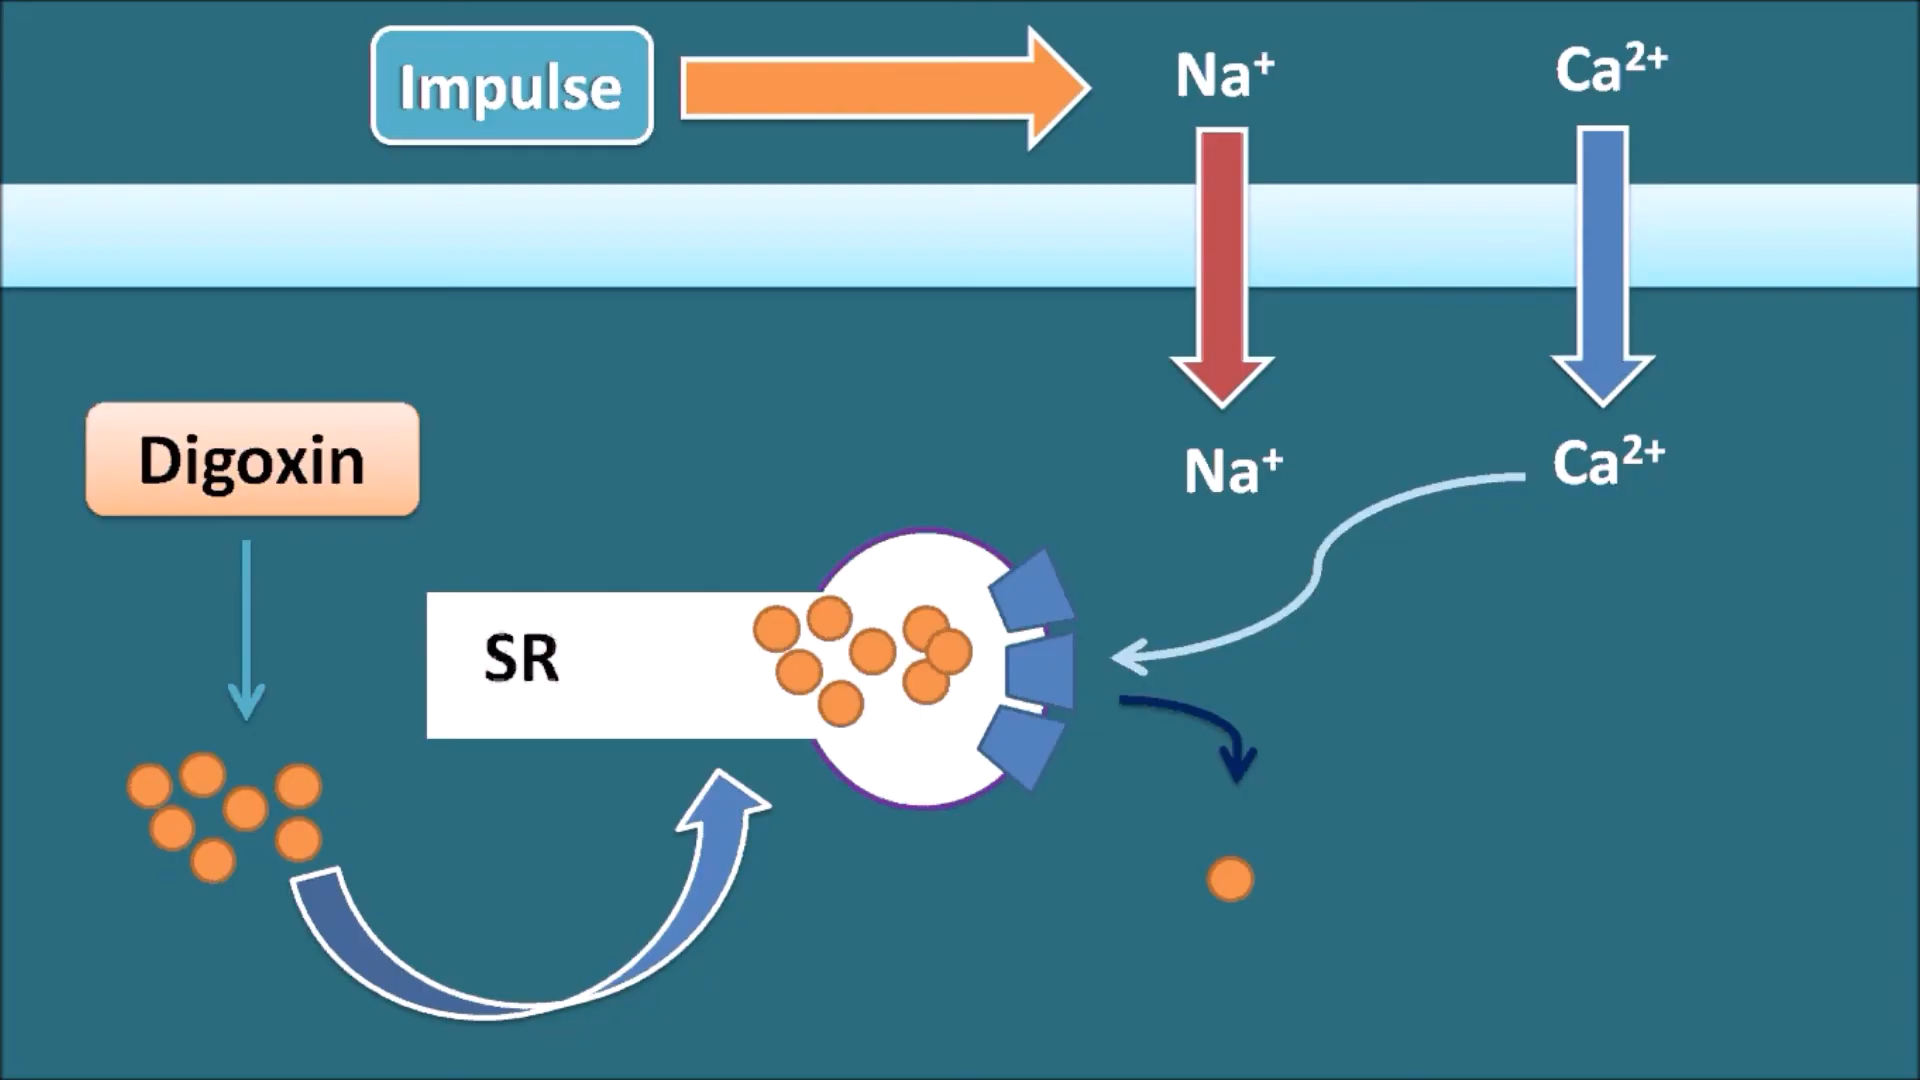 Impulse
Na⁺
Ca²⁺
Digoxin
Na⁺
Ca²⁺
SR